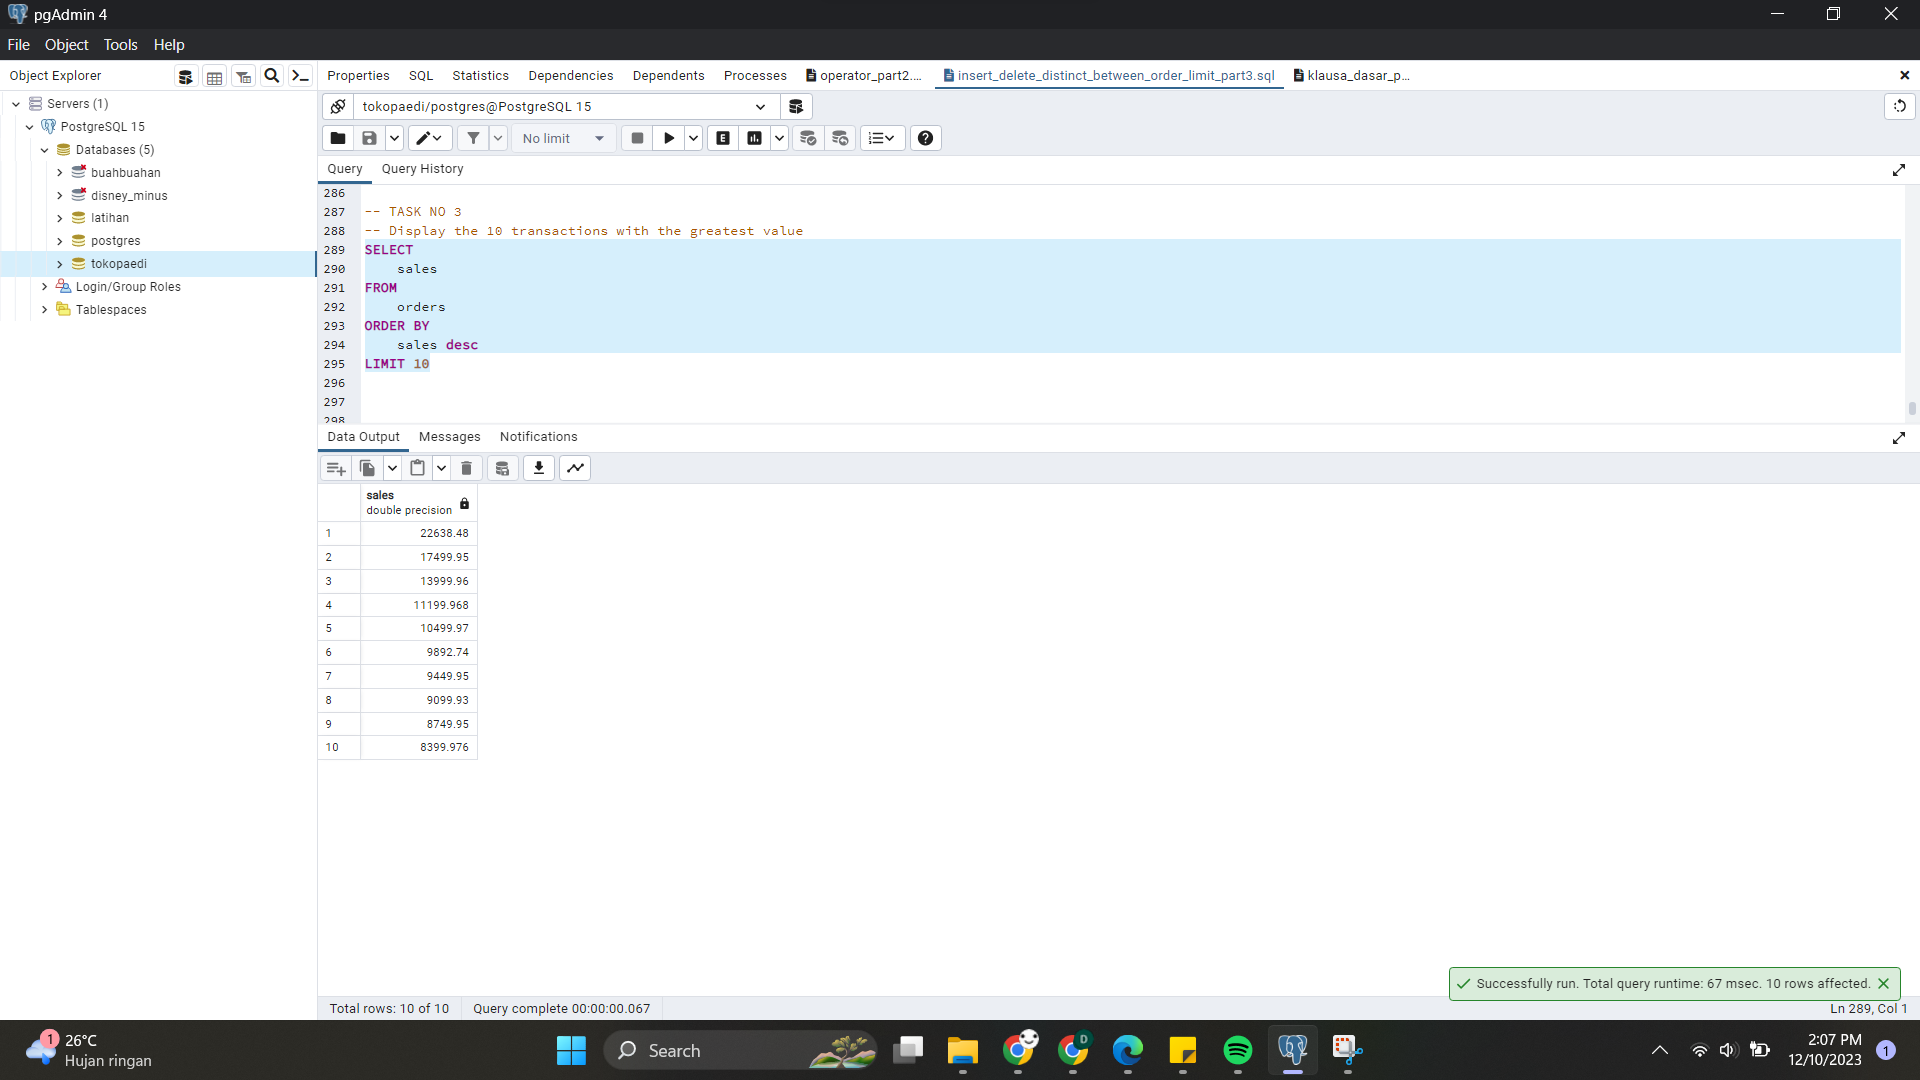 pgAdmin 4
File Object Tools Help
Object Explorer
Properties SQL Statistics Dependencies Dependents Processes operator_part2.... insert_delete_distinct_between_order_limit_part3.sql klausa_dasar_p...
Servers (1)
PostgreSQL 15
Databases (5)
buahbuahan
disney_minus
latihan
postgres
tokopaedi
Login/Group Roles
Tablespaces
tokopaedi/postgres@PostgreSQL 15
No limit
E
Query Query History
286
287 -- TASK NO 3
288 -- Display the 10 transactions with the greatest value
289 SELECT
290 sales
291 FROM
292 orders
293 ORDER BY
294 sales desc
295 LIMIT 10
296
297
298
Data Output Messages Notifications
sales
double precision
1 22638.48
2 17499.95
3 13999.96
4 11199.968
5 10499.97
6 9892.74
7 9449.95
8 9099.93
9 8749.95
10 8399.976
Successfully run. Total query runtime: 67 msec. 10 rows affected.
Total rows: 10 of 10 Query complete 00:00:00.067 Ln 289, Col 1
1
26°C
Hujan ringan
Search
D
2:07 PM
12/10/2023
1